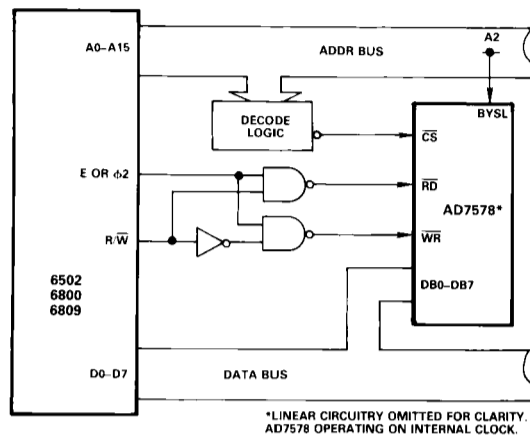 A0–A15
ADDR BUS
A2
BYSL
DECODE
LOGIC
CS
E OR ϕ2
RD
AD7578*
R/W
WR
6502
6800
6809
DB0–DB7
D0–D7
DATA BUS
*LINEAR CIRCUITRY OMITTED FOR CLARITY.
AD7578 OPERATING ON INTERNAL CLOCK.